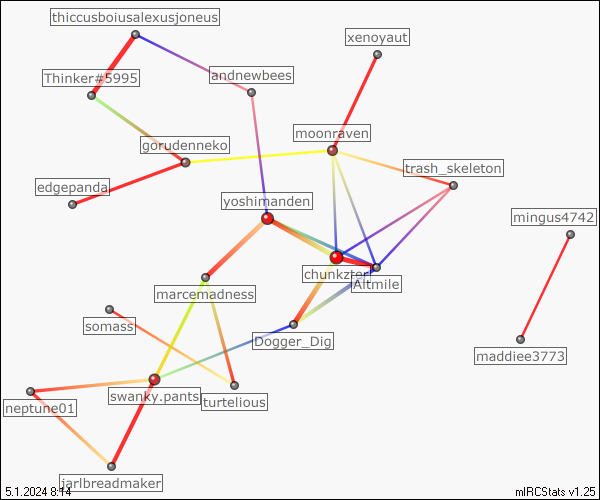 thiccusboiusalexusjoneus
xenoyaut
Thinker#5995
andnewbees
moonraven
gorudenneko
trash_skeleton
edgepanda
yoshimanden
mingus4742
chunkzter
Altmile
marcemadness
somass
Dogger_Dig
maddiee3773
swanky.pants
turtelious
neptune01
jarlbreadmaker
5.1.2024 8:14
mIRCStats v1.25